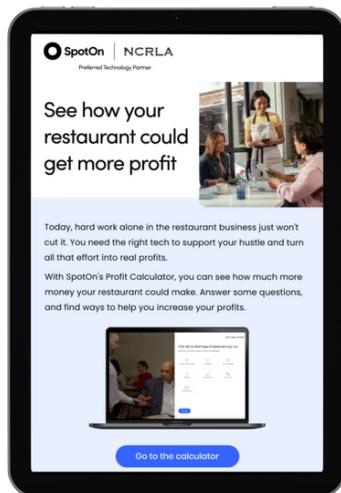 SpotOn | NCRLA
Preferred Technology Partner
See how your
restaurant could
get more profit
Today, hard work alone in the restaurant business just won't
cut it. You need the right tech to support your hustle and turn
all that effort into real profits.
With SpotOn's Profit Calculator, you can see how much more
money your restaurant could make. Answer some questions,
and find ways to help you increase your profits.
Go to the calculator